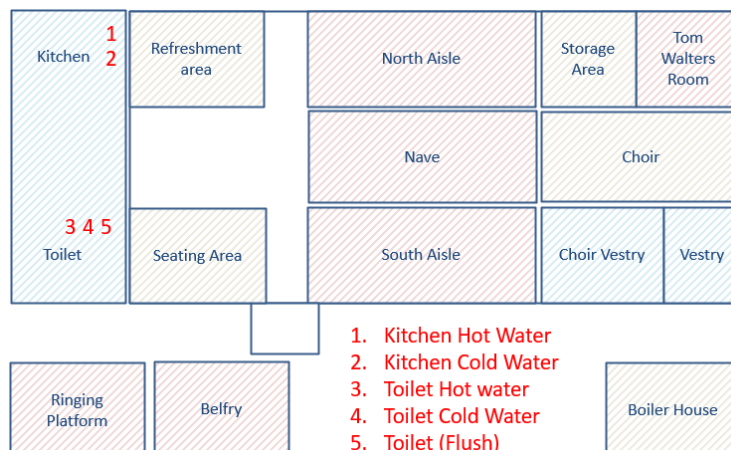 1
Kitchen
2
Refreshment
area
North Aisle
Storage
Area
Tom
Walters
Room
Nave
Choir
3 4 5
Toilet
Seating Area
South Aisle
Choir Vestry
Vestry
1. Kitchen Hot Water
2. Kitchen Cold Water
3. Toilet Hot water
4. Toilet Cold Water
5. Toilet (Flush)
Ringing
Platform
Belfry
Boiler House